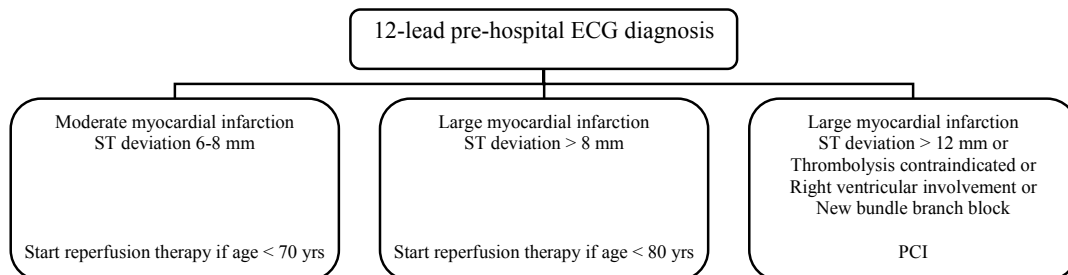 12-lead pre-hospital ECG diagnosis
Moderate myocardial infarction
ST deviation 6-8 mm
Start reperfusion therapy if age < 70 yrs
Large myocardial infarction
ST deviation > 8 mm
Start reperfusion therapy if age < 80 yrs
Large myocardial infarction
ST deviation > 12 mm or
Thrombolysis contraindicated or
Right ventricular involvement or
New bundle branch block
PCI